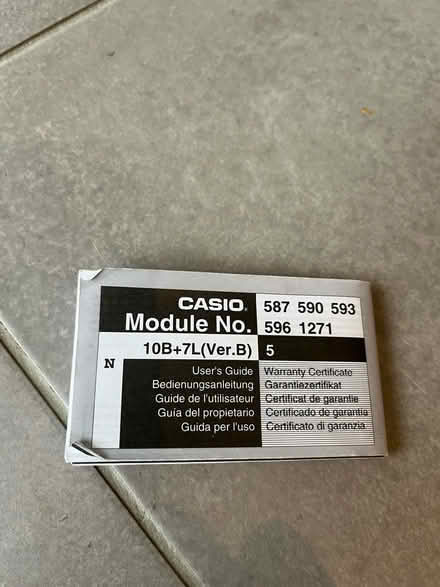 CASIO® 587 590 593
Module No. 596 1271
10B+7L(Ver.B) 5
N
User's Guide Warranty Certificate
Bedienungsanleitung Garantiezertifikat
Guide de l'utilisateur Certificat de garantie
Guía del propietario Certificado de garantia
Guida per l'uso Certificato di garanzia